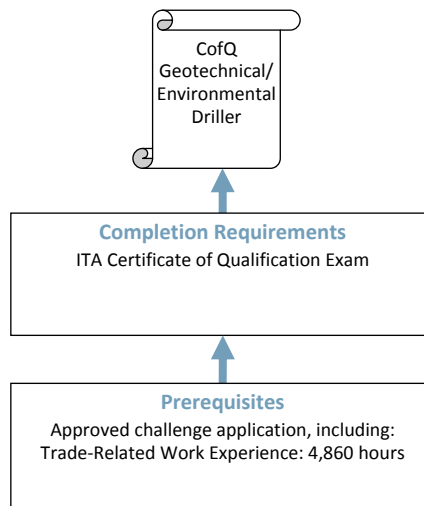 CofQ
Geotechnical/
Environmental
Driller
Completion Requirements
ITA Certificate of Qualification Exam
Prerequisites
Approved challenge application, including:
Trade-Related Work Experience: 4,860 hours